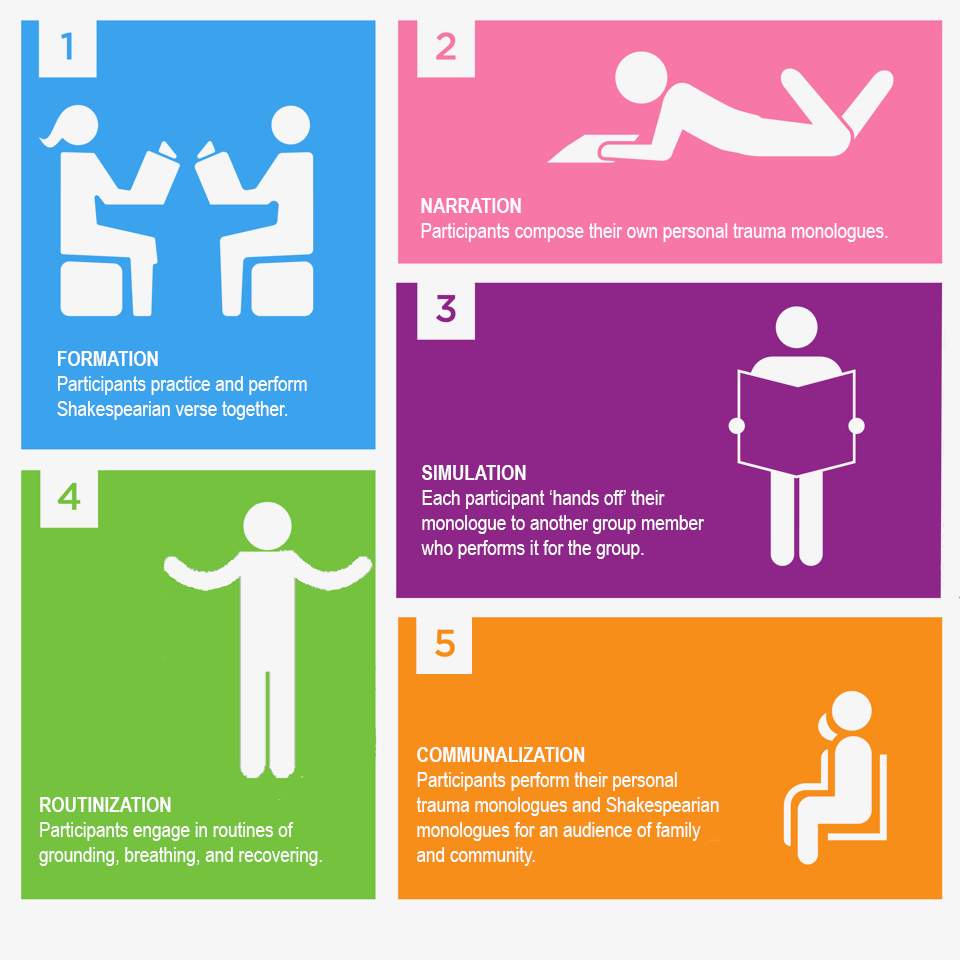 1
FORMATION
Participants practice and perform
Shakespearian verse together.
2
NARRATION
Participants compose their own personal trauma monologues.
3
SIMULATION
Each participant ‘hands off’ their
monologue to another group member
who performs it for the group.
4
ROUTINIZATION
Participants engage in routines of
grounding, breathing, and recovering.
5
COMMUNALIZATION
Participants perform their personal
trauma monologues and Shakespearian
monologues for an audience of family
and community.